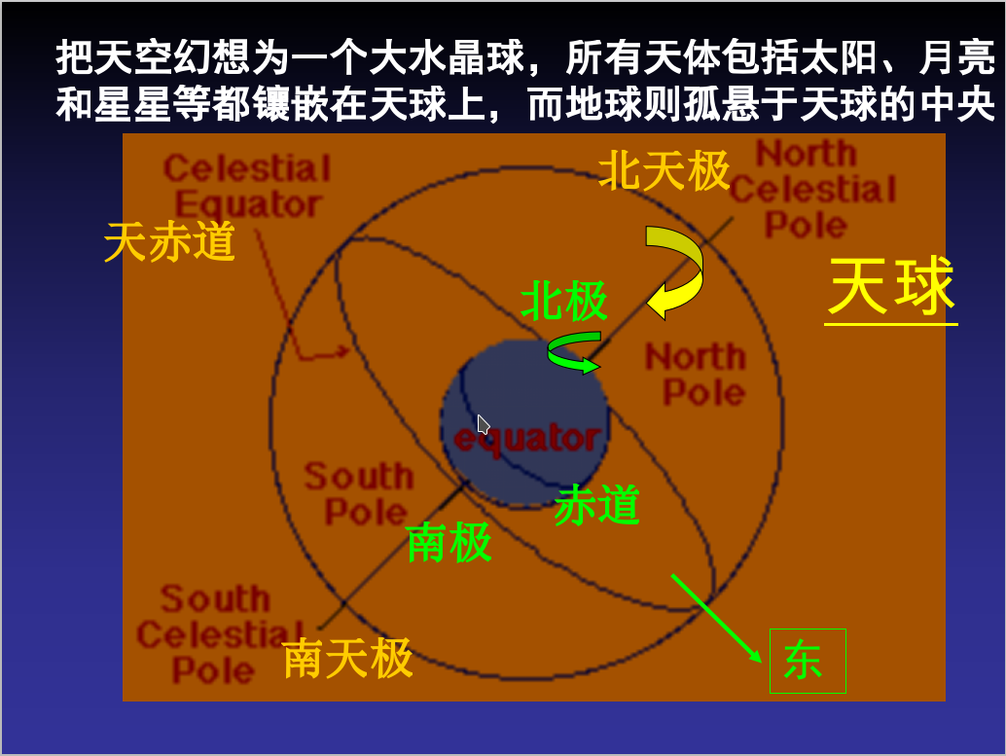 把天空幻想为一个大水晶球，所有天体包括太阳、月亮
和星星等都镶嵌在天球上，而地球则孤悬于天球的中央
Celestial
Equator
天赤道
北天极
North
Celestial
Pole
天球
北极
North
Pole
equator
South
Pole
赤道
南极
South
Celestial
Pole
南天极
东